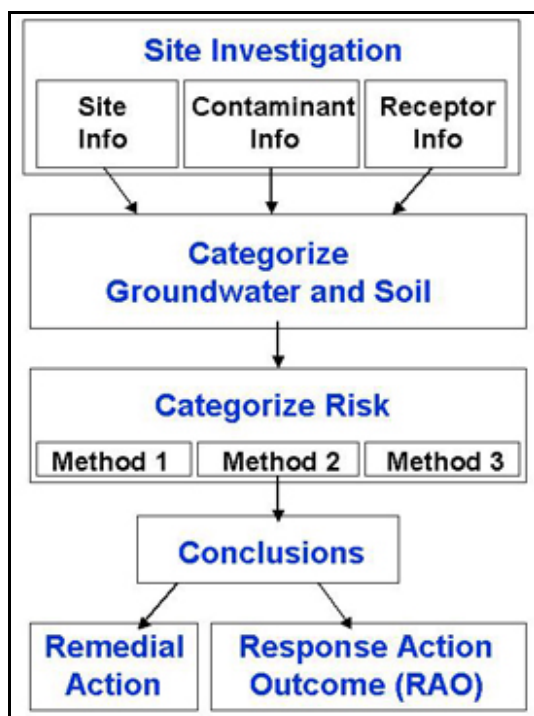 Site Investigation
Site
Info
Contaminant
Info
Receptor
Info
Categorize
Groundwater and Soil
Categorize Risk
Method 1
Method 2
Method 3
Conclusions
Remedial
Action
Response Action
Outcome (RAO)